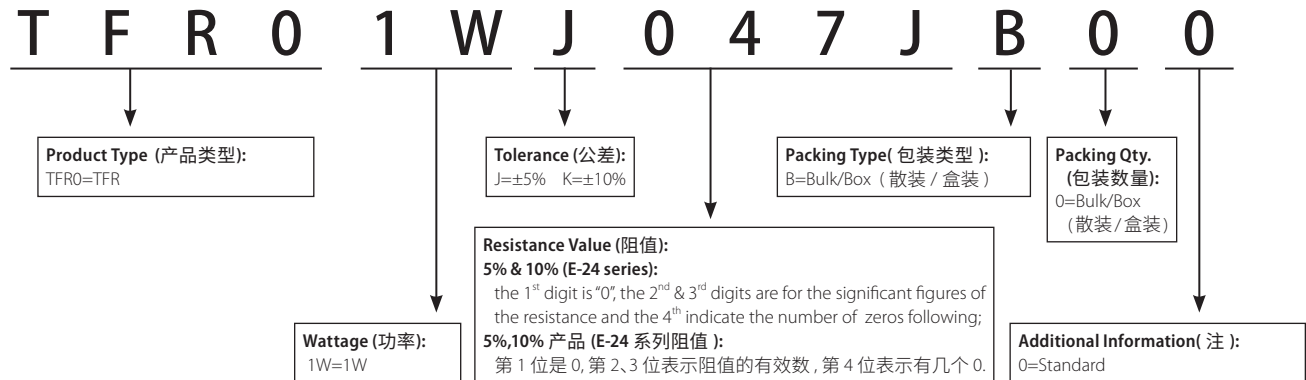 T F R 0 1 W J 0 4 7 J B 0 0
Product Type (产品类型):
TFR0=TFR
Tolerance (公差):
J=±5% K=±10%
Packing Type( 包装类型 ):
B=Bulk/Box ( 散装 / 盒装 )
Packing Qty.
(包装数量):
0=Bulk/Box
(散装/盒装)
Resistance Value (阻值):
5% & 10% (E-24 series):
the 1st digit is "0", the 2nd & 3rd digits are for the significant figures of
the resistance and the 4th indicate the number of zeros following;
5%,10% 产品 (E-24 系列阻值 ):
第 1 位是 0, 第 2、3 位表示阻值的有效数 , 第 4 位表示有几个 0.
Wattage (功率):
1W=1W
Additional Information( 注 ):
0=Standard